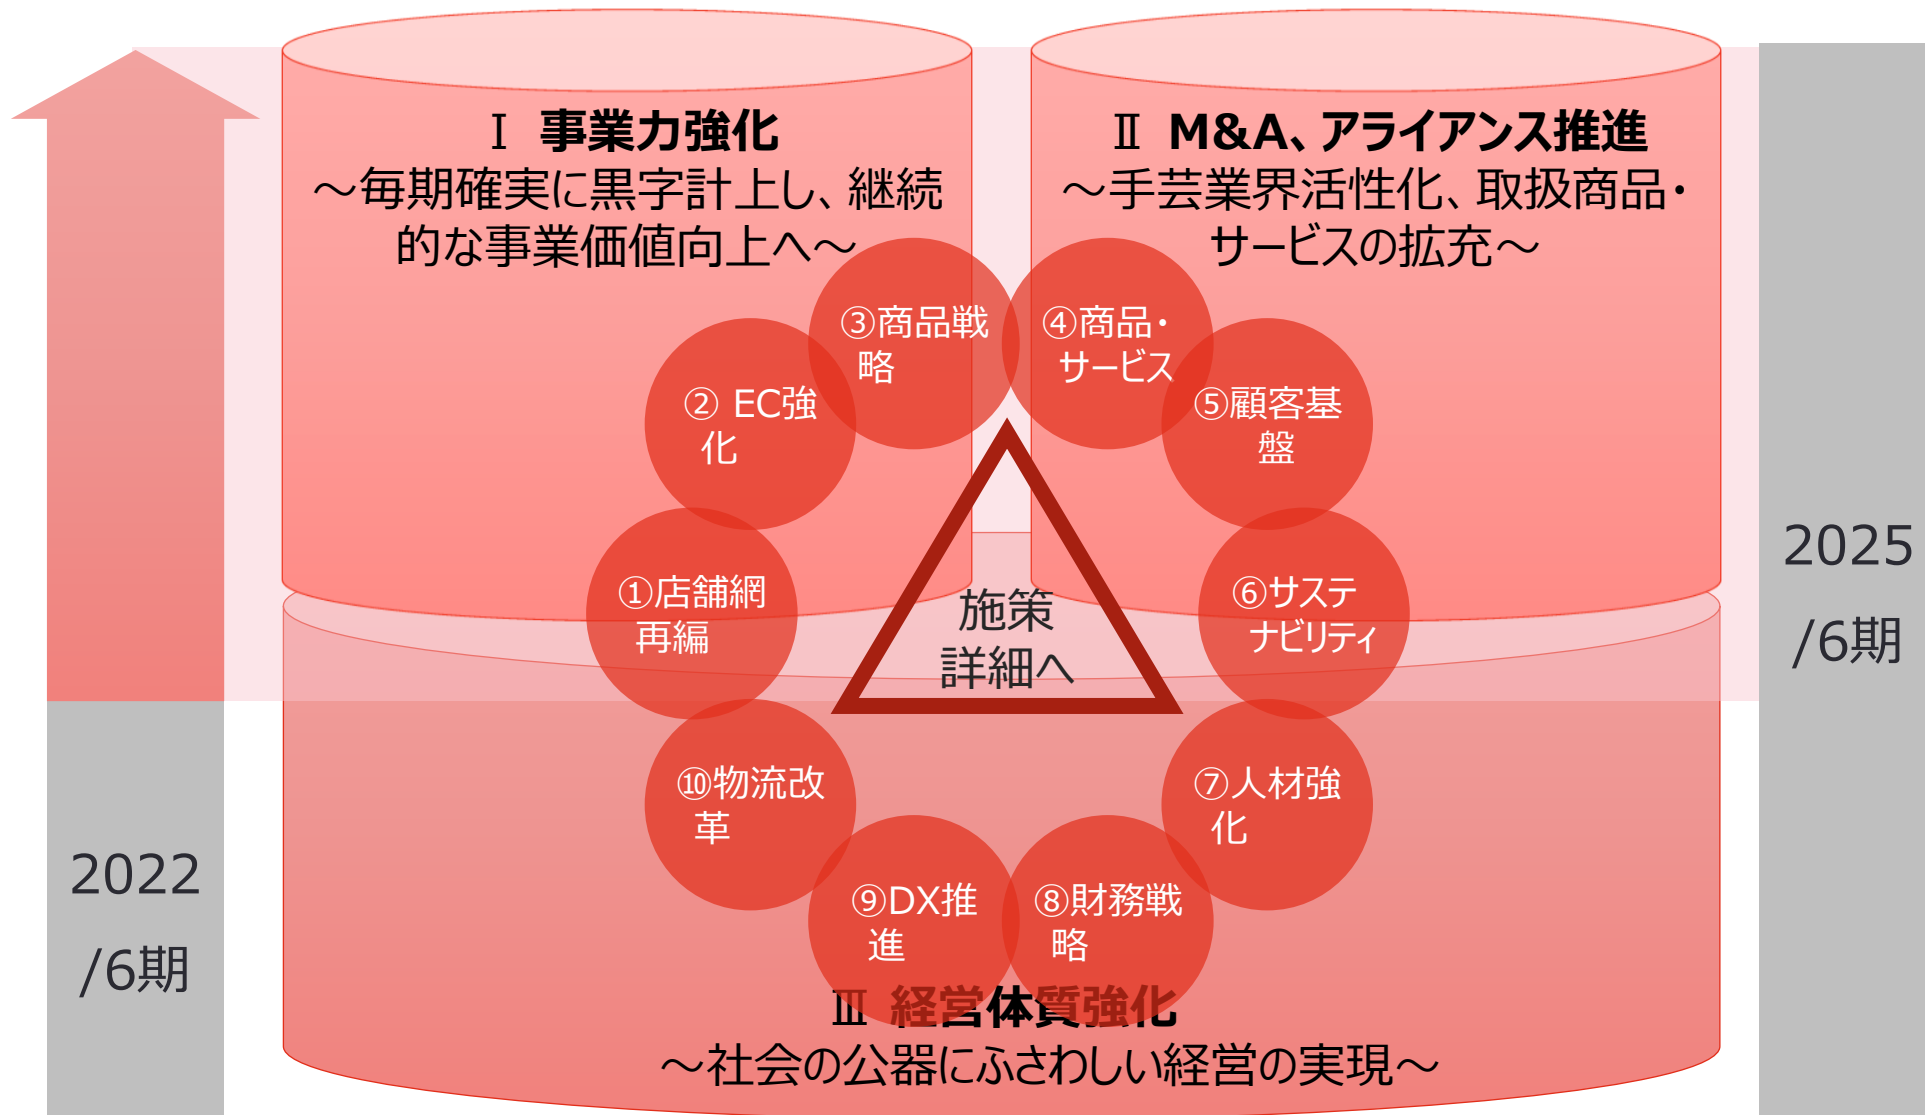 Ⅰ 事業力強化
～毎期確実に黒字計上し、継続
的な事業価値向上へ～
Ⅱ M&A、アライアンス推進
～手芸業界活性化、取扱商品・
サービスの拡充～
③商品戦
略
④商品・
サービス
② EC強
化
⑤顧客基
盤
①店舗網
再編
⑥サステ
ナビリティ
施策
詳細へ
⑩物流改
革
⑦人材強
化
⑨DX推
進
⑧財務戦
略
Ⅲ 経営体質強化
～社会の公器にふさわしい経営の実現～
2022
/6期
2025
/6期